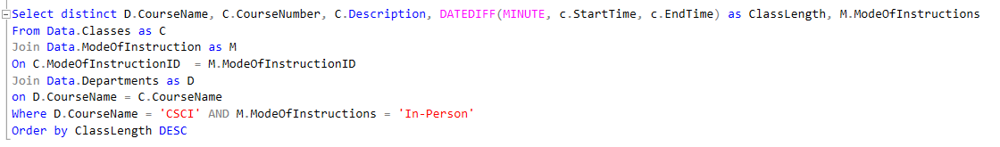 Select distinct D.CourseName, C.CourseNumber, C.Description, DATEDIFF(MINUTE, c.StartTime, c.EndTime) as ClassLength, M.ModeOfInstructions
From Data.Classes as C
Join Data.ModeOfInstruction as M
On C.ModeOfInstructionID  = M.ModeOfInstructionID
Join Data.Departments as D
on D.CourseName = C.CourseName
Where D.CourseName = 'CSCI' AND M.ModeOfInstructions = 'In-Person'
Order by ClassLength DESC